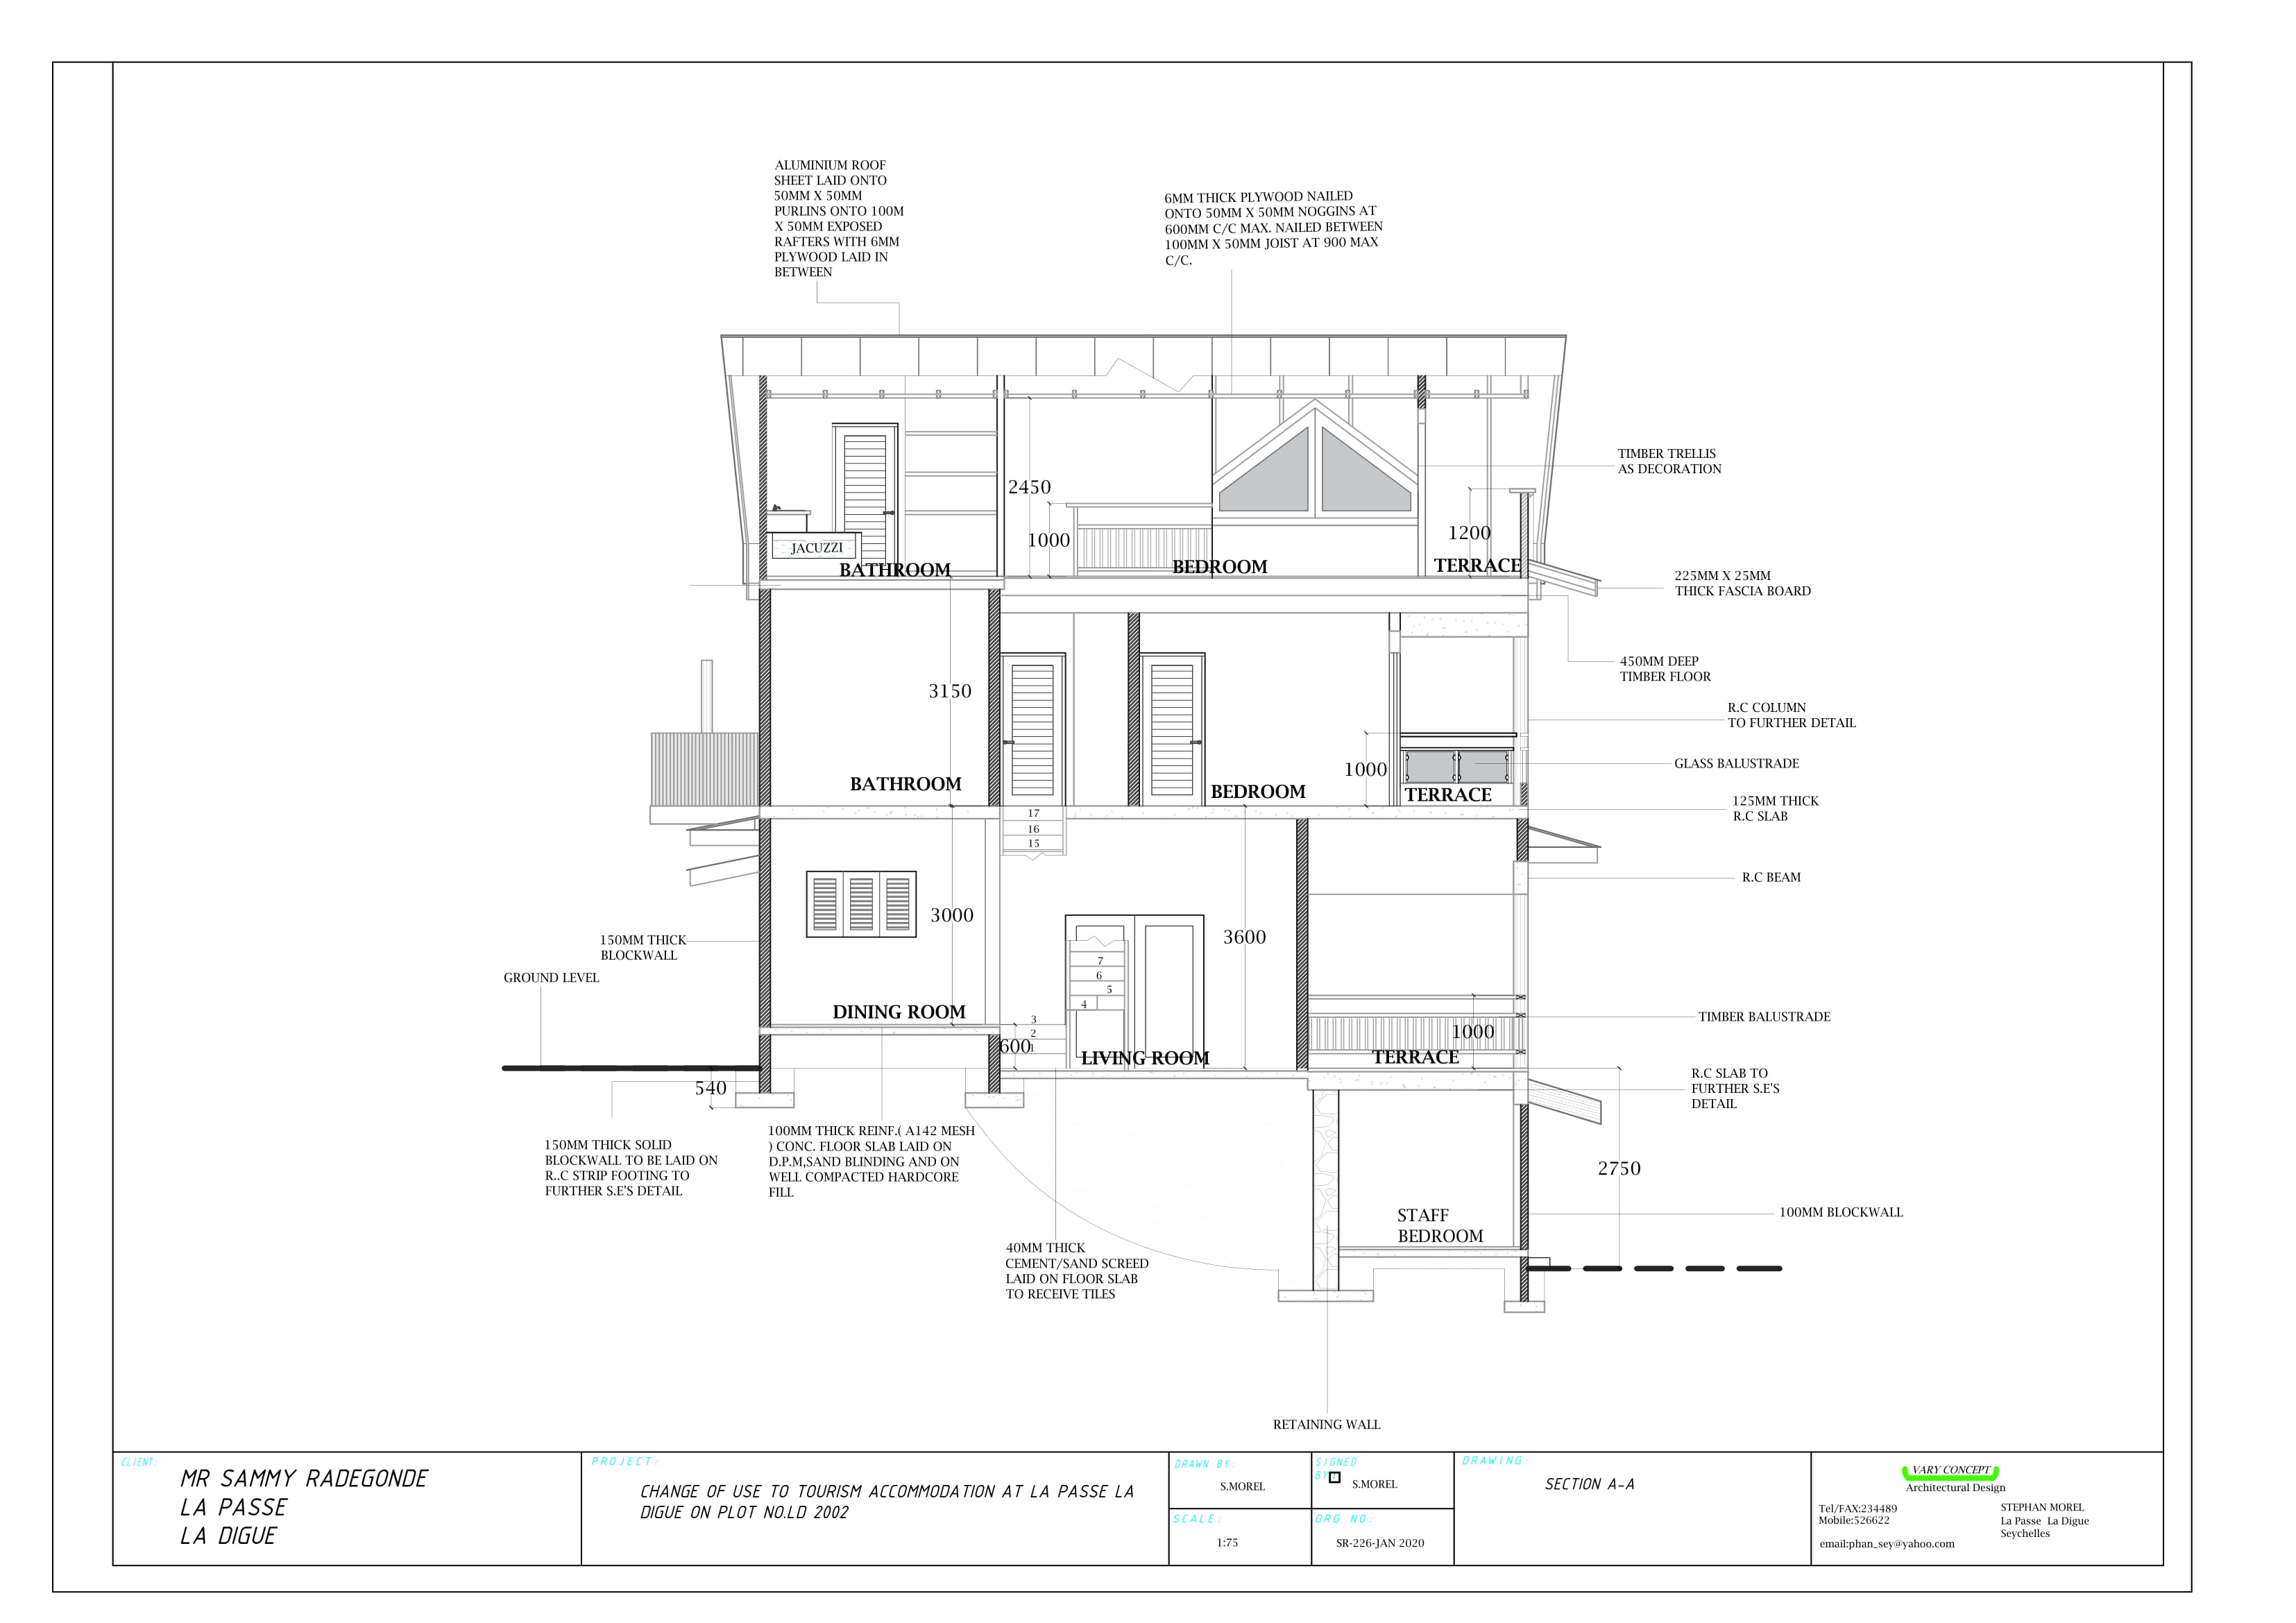 ALUMINIUM ROOF
SHEET LAID ONTO
50MM X 50MM
PURLINS ONTO 100M
X 50MM EXPOSED
RAFTERS WITH 6MM
PLYWOOD LAID IN
BETWEEN
6MM THICK PLYWOOD NAILED
ONTO 50MM X 50MM NOGGINS AT
600MM C/C MAX. NAILED BETWEEN
100MM X 50MM JOIST AT 900 MAX
C/C.
TIMBER TRELLIS
AS DECORATION
2450
1000
1200
JACUZZI
BATHROOM
BEDROOM
TERRACE
225MM X 25MM
THICK FASCIA BOARD
450MM DEEP
TIMBER FLOOR
3150
R.C COLUMN
TO FURTHER DETAIL
GLASS BALUSTRADE
1000
BATHROOM
BEDROOM
TERRACE
125MM THICK
R.C SLAB
17
16
15
R.C BEAM
3000
3600
150MM THICK
BLOCKWALL
GROUND LEVEL
7
6
5
4
3
2
1
DINING ROOM
600
LIVING ROOM
1000
TERRACE
TIMBER BALUSTRADE
540
R.C SLAB TO
FURTHER S.E'S
DETAIL
150MM THICK SOLID
BLOCKWALL TO BE LAID ON
R..C STRIP FOOTING TO
FURTHER S.E'S DETAIL
100MM THICK REINF.( A142 MESH
) CONC. FLOOR SLAB LAID ON
D.P.M,SAND BLINDING AND ON
WELL COMPACTED HARDCORE
FILL
2750
STAFF
BEDROOM
100MM BLOCKWALL
40MM THICK
CEMENT/SAND SCREED
LAID ON FLOOR SLAB
TO RECEIVE TILES
RETAINING WALL
CLIENT:
MR SAMMY RADEGONDE
LA PASSE
LA DIGUE
PROJECT:
CHANGE OF USE TO TOURISM ACCOMMODATION AT LA PASSE LA
DIGUE ON PLOT NO.LD 2002
DRAWN BY:
S.MOREL
SIGNED
BY:
S.MOREL
SCALE:
1:75
DRG NO:
SR-226-JAN 2020
DRAWING:
SECTION A-A
VARY CONCEPT
Architectural Design
Tel/FAX:234489
Mobile:526622
email:phan_sey@yahoo.com
STEPHAN MOREL
La Passe La Digue
Seychelles